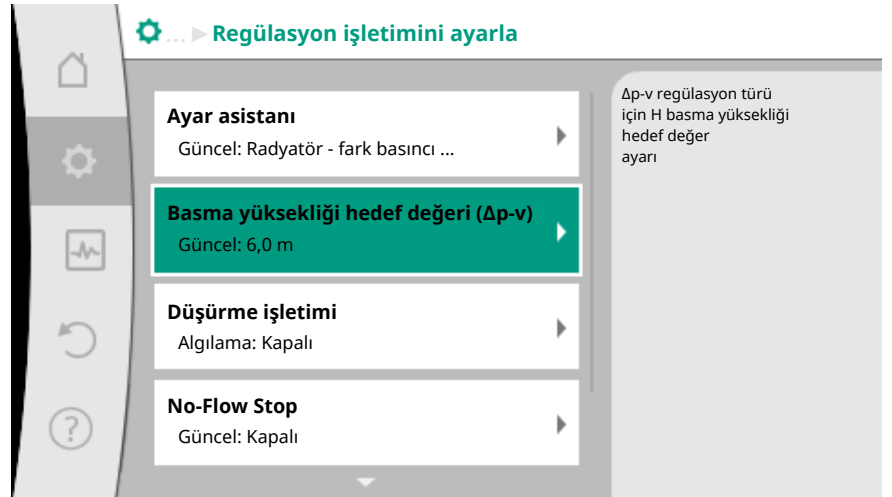 ... Regülasyon işletimini ayarla
Ayar asistanı
Güncel: Radyatör - fark basıncı ...
Basma yüksekliği hedef değeri (Δp-v)
Güncel: 6,0 m
Düşürme işletimi
Algılama: Kapalı
No-Flow Stop
Güncel: Kapalı
Δp-v regülasyon türü
için H basma yüksekliği
hedef değer
ayarı
?